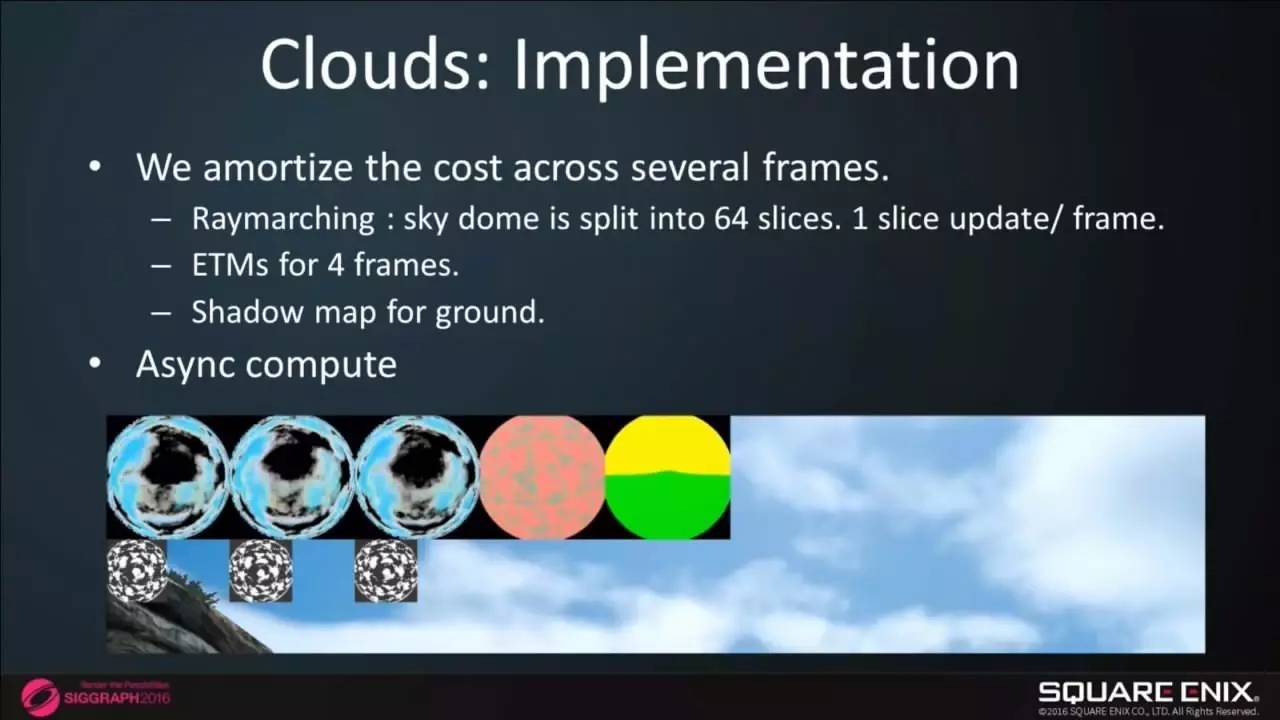 Clouds: Implementation
• We amortize the cost across several frames.
– Raymarching : sky dome is split into 64 slices. 1 slice update/ frame.
– ETMs for 4 frames.
– Shadow map for ground.
• Async compute
Render the Possibilities
SIGGRAPH2016
SQUARE ENIX.
©2016 SQUARE ENIX CO., LTD. All Rights Reserved.